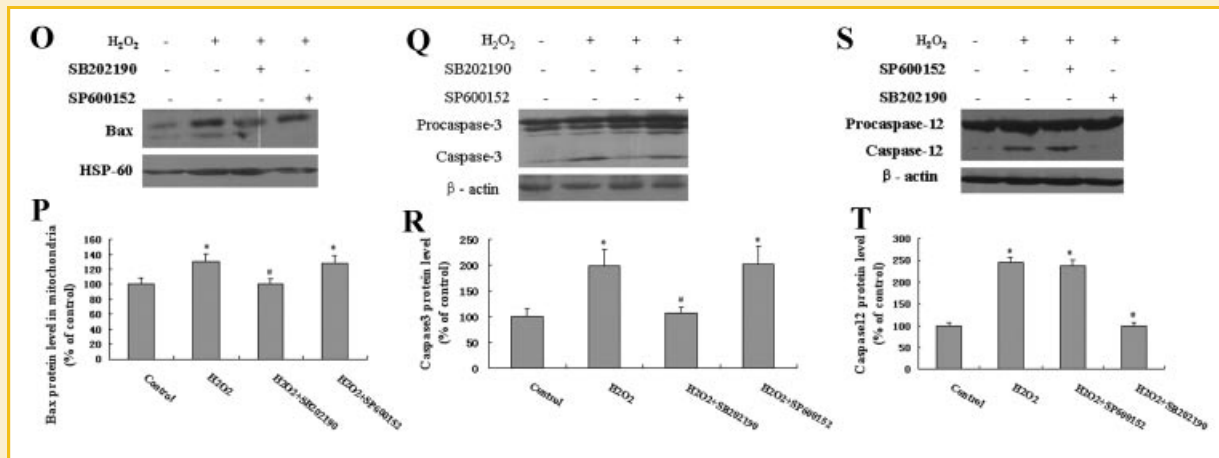 O
H₂O₂ - + + +
SB202190 - - + -
SP600152 - - - +
Bax
HSP-60
P
Bax protein level in mitochondria
(% of control)
160
140
120
100
80
60
40
20
0
* # *
Control H2O2 H2O2+SB202190 H2O2+SP600152
Q
H₂O₂ - + + +
SB202190 - - + -
SP600152 - - - +
Procaspase-3
Caspase-3
β - actin
R
Caspase3 protein level
(% of control)
250
200
150
100
50
0
* # *
Control H2O2 H2O2+SB202190 H2O2+SP600152
S
H₂O₂ - + + +
SP600152 - - + -
SB202190 - - - +
Procaspase-12
Caspase-12
β - actin
T
Caspase12 protein level
(% of control)
300
250
200
150
100
50
0
* * #
Control H2O2 H2O2+SP600152 H2O2+SB202190